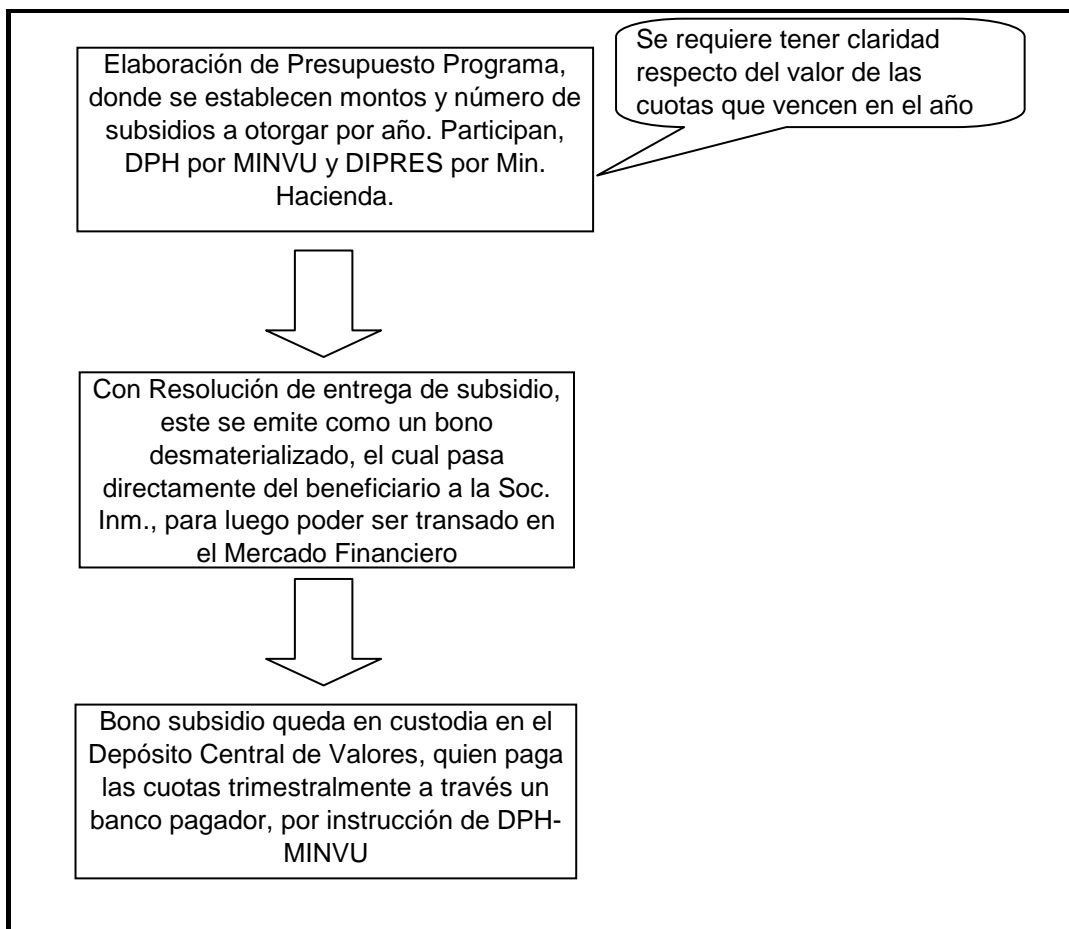 Elaboración de Presupuesto Programa,
donde se establecen montos y número de
subsidios a otorgar por año. Participan,
DPH por MINVU y DIPRES por Min.
Hacienda.
Se requiere tener claridad
respecto del valor de las
cuotas que vencen en el año
Con Resolución de entrega de subsidio,
este se emite como un bono
desmaterializado, el cual pasa
directamente del beneficiario a la Soc.
Inm., para luego poder ser transado en
el Mercado Financiero
Bono subsidio queda en custodia en el
Depósito Central de Valores, quien paga
las cuotas trimestralmente a través un
banco pagador, por instrucción de DPH-
MINVU